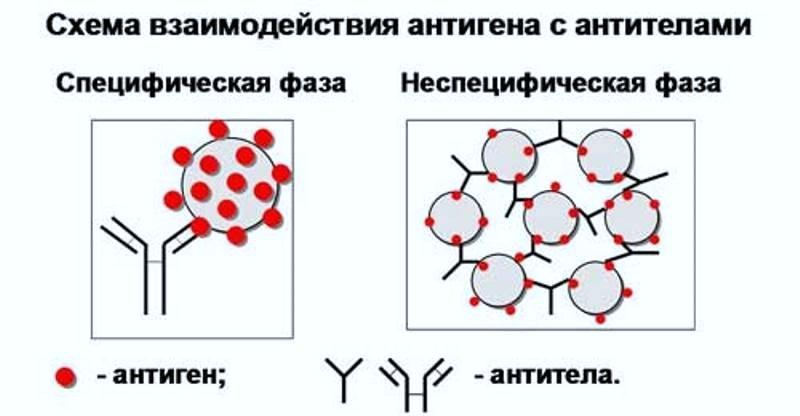 Схема взаимодействия антигена с антителами
Специфическая фаза
Неспецифическая фаза
- антиген;
- антитела.